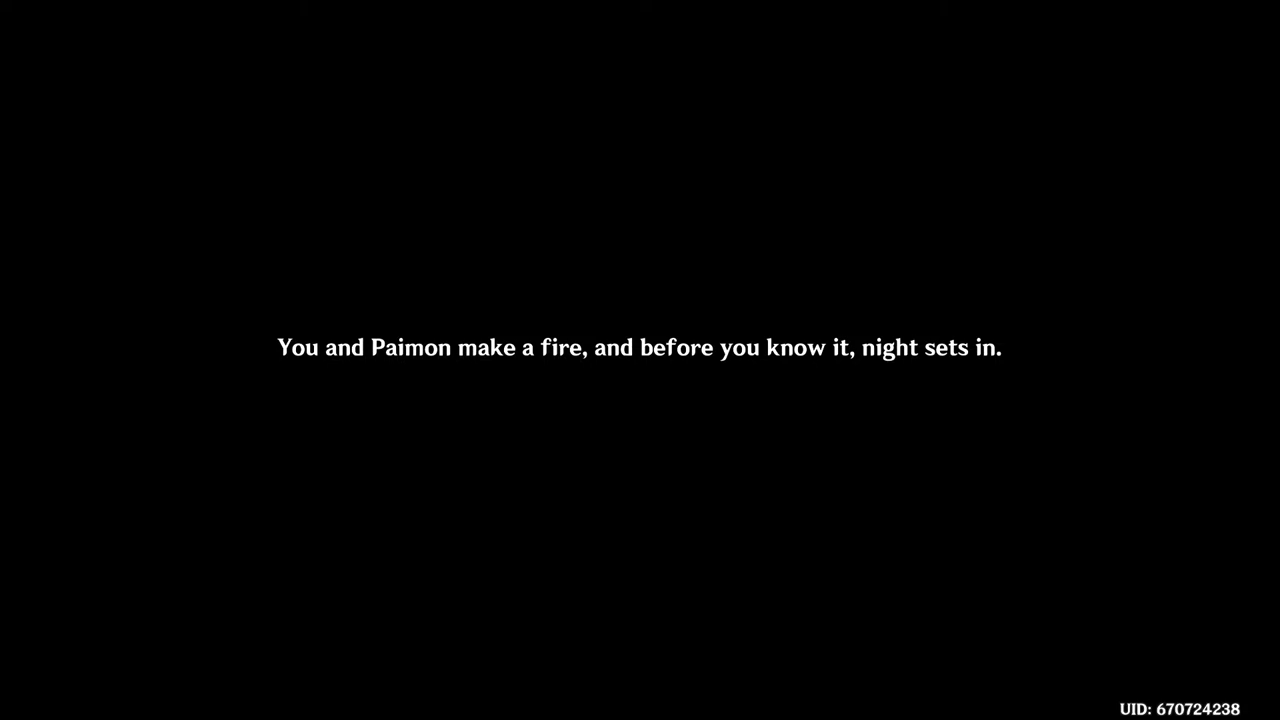 You and Paimon make a fire, and before you know it, night sets in.
UID: 670724238